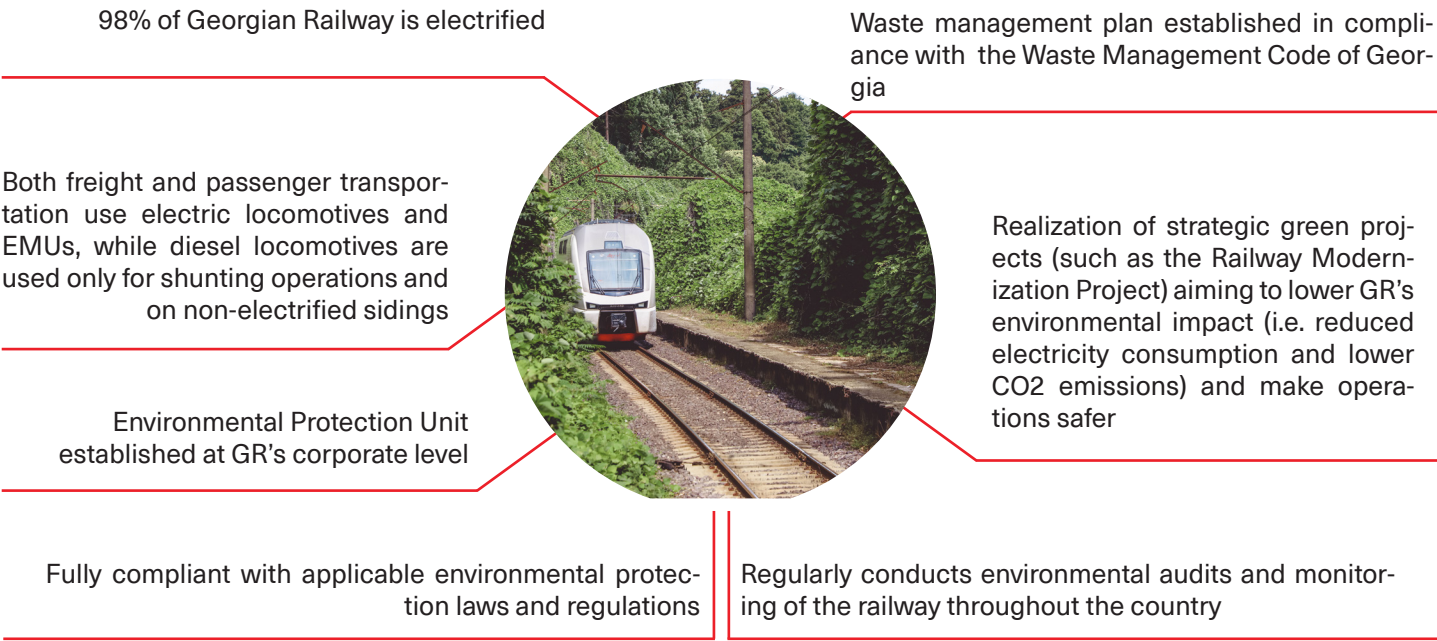 98% of Georgian Railway is electrified
Both freight and passenger transpor-
tation use electric locomotives and
EMUs, while diesel locomotives are
used only for shunting operations and
on non-electrified sidings
Environmental Protection Unit
established at GR's corporate level
Fully compliant with applicable environmental protec-
tion laws and regulations
Waste management plan established in compli-
ance with the Waste Management Code of Geor-
gia
Realization of strategic green proj-
ects (such as the Railway Modern-
ization Project) aiming to lower GR's
environmental impact (i.e. reduced
electricity consumption and lower
CO2 emissions) and make opera-
tions safer
Regularly conducts environmental audits and monitor-
ing of the railway throughout the country